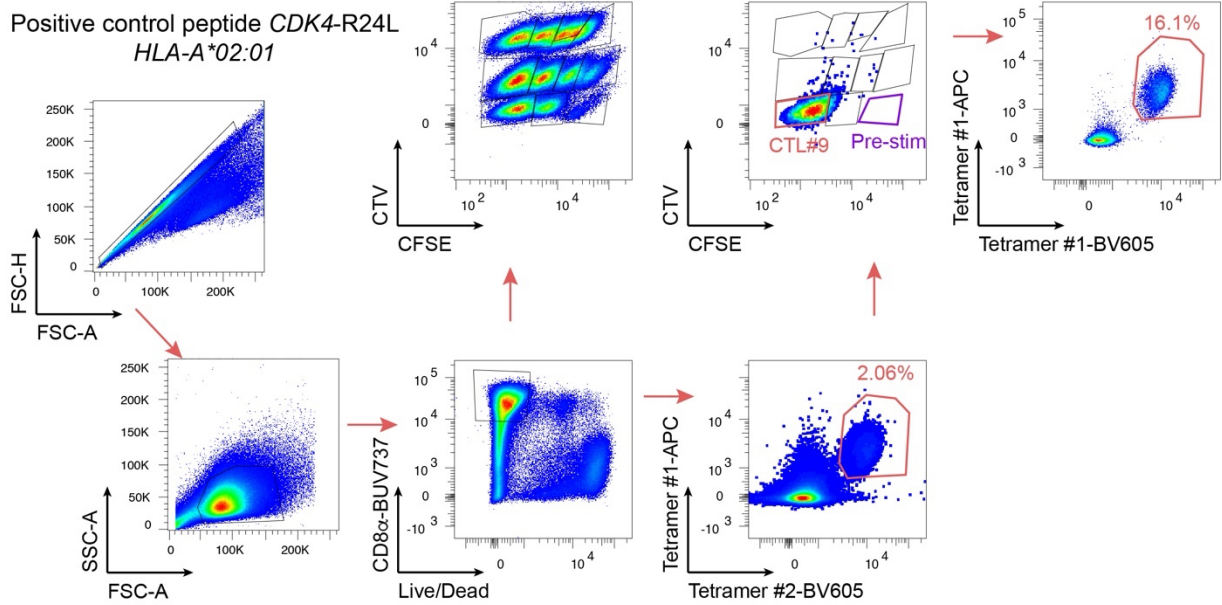 Positive control peptide CDK4-R24L
HLA-A*02:01
250K
200K
150K
100K
50K
0
0
100K
200K
FSC-H
FSC-A
10^4
0
10^2
10^4
CTV
CFSE
10^4
0
CTL#9
Pre-stim
10^2
10^4
CTV
CFSE
16.1%
10^5
10^4
10^3
0
-10^3
0
10^4
Tetramer #1-APC
Tetramer #1-BV605
250K
200K
150K
100K
50K
0
0
100K
200K
SSC-A
FSC-A
10^5
10^4
10^3
0
-10^3
0
10^4
CD8α-BUV737
Live/Dead
2.06%
10^5
10^4
10^3
0
-10^3
0
10^4
Tetramer #1-APC
Tetramer #2-BV605